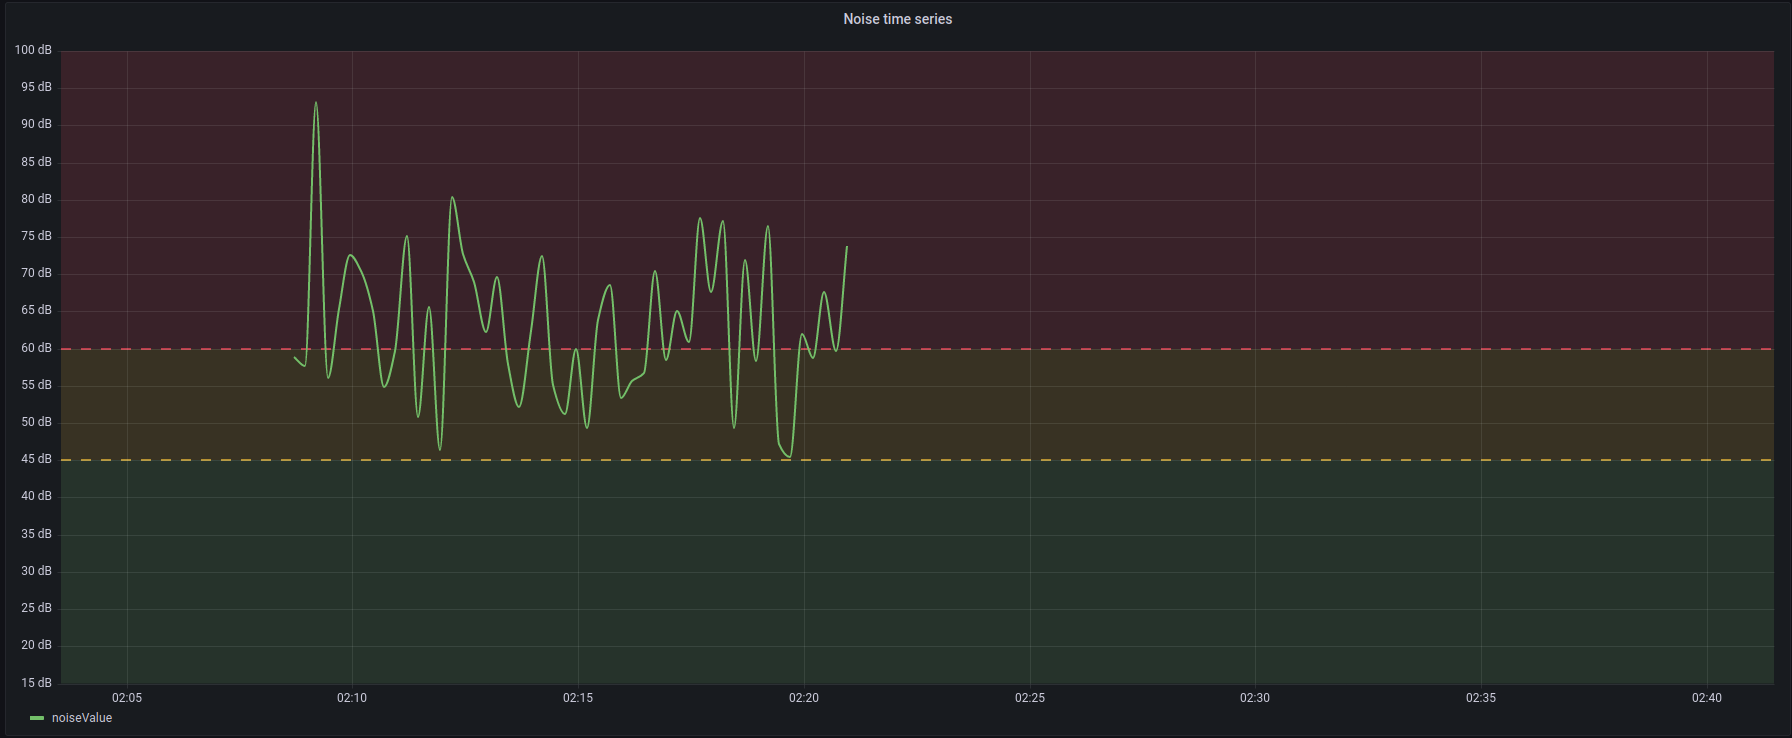 Noise time series
100 dB
95 dB
90 dB
85 dB
80 dB
75 dB
70 dB
65 dB
60 dB
55 dB
50 dB
45 dB
40 dB
35 dB
30 dB
25 dB
20 dB
15 dB
02:05 02:10 02:15 02:20 02:25 02:30 02:35 02:40
noiseValue